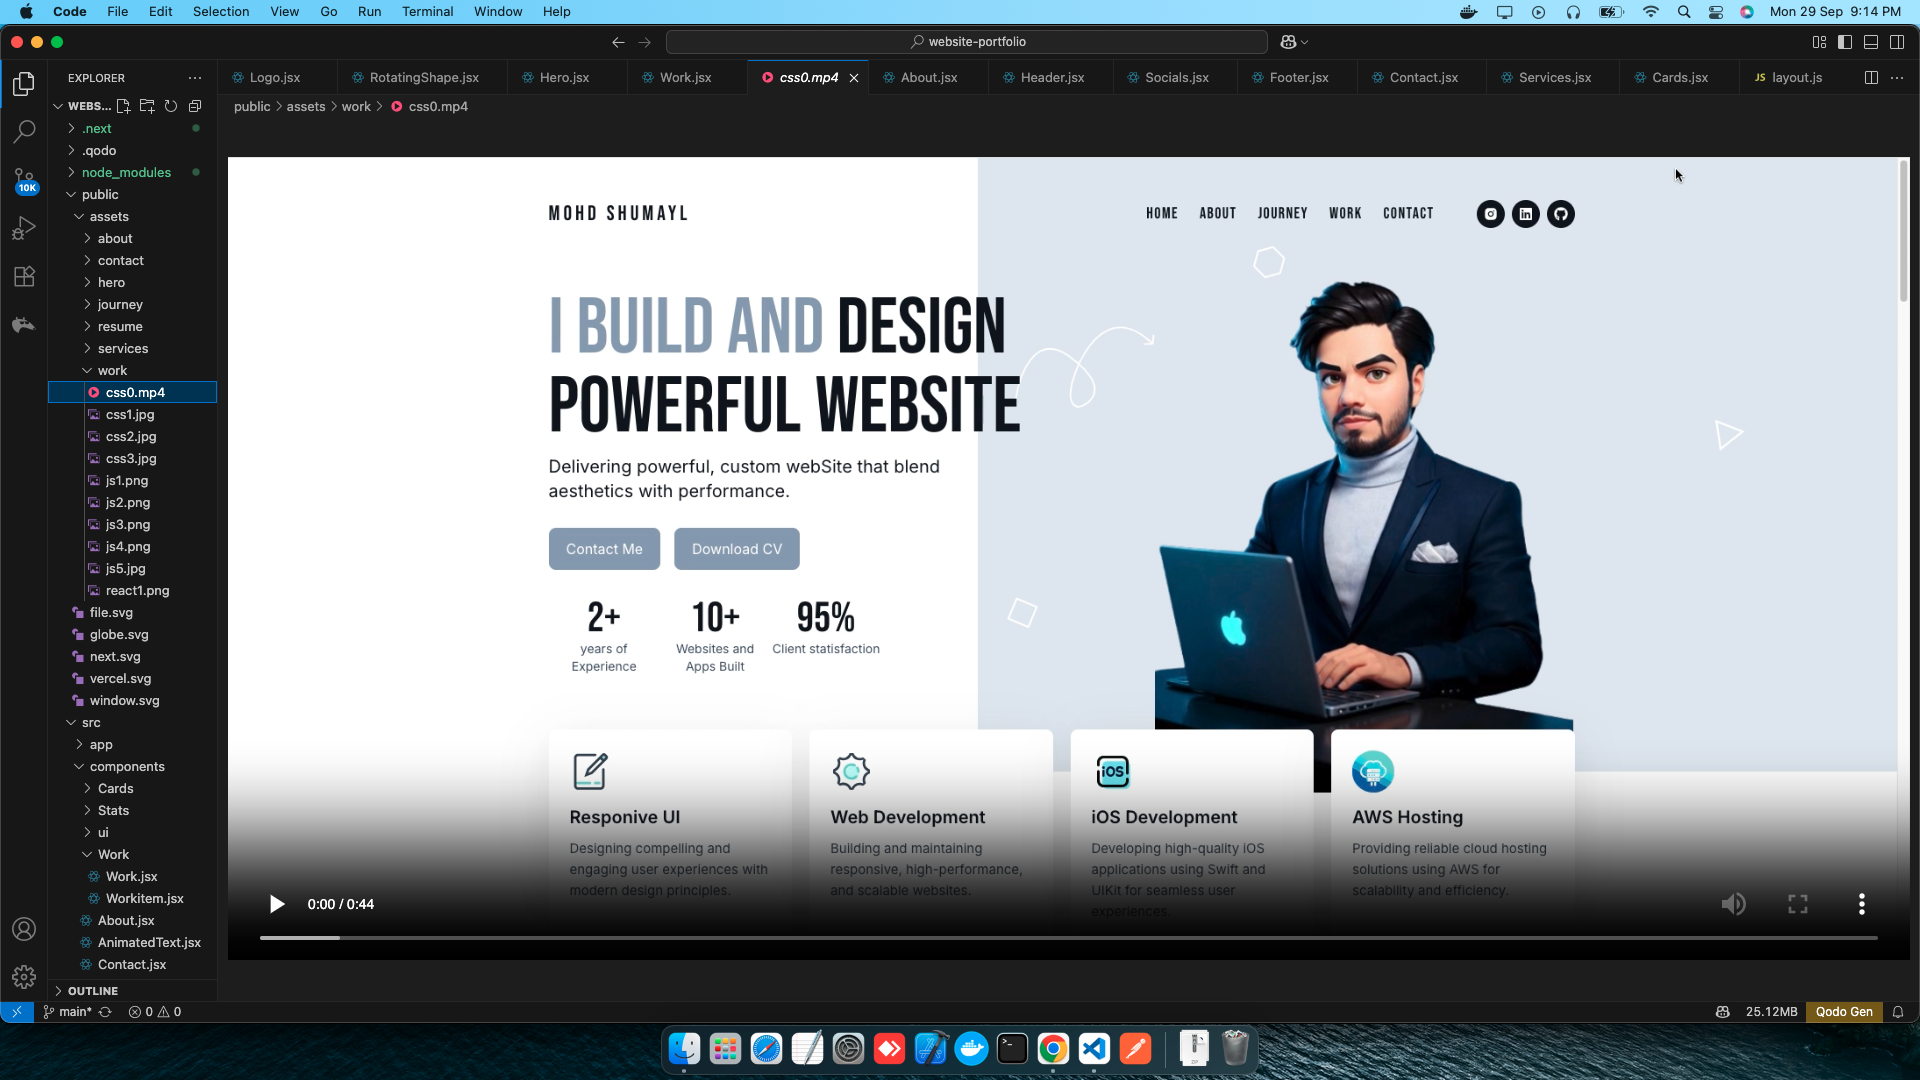 Code File Edit Selection View Go Run Terminal Window Help Mon 29 Sep 9:14 PM
website-portfolio
EXPLORER
Logo.jsx RotatingShape.jsx Hero.jsx Work.jsx css0.mp4 About.jsx Header.jsx Socials.jsx Footer.jsx Contact.jsx Services.jsx Cards.jsx JS layout.js
WEBS...
public > assets > work > css0.mp4
.next
.qodo
node_modules
10K
public
assets
about
contact
hero
journey
resume
services
work
css0.mp4
css1.jpg
css2.jpg
css3.jpg
js1.png
js2.png
js3.png
js4.png
js5.jpg
react1.png
file.svg
globe.svg
next.svg
vercel.svg
window.svg
src
app
components
Cards
Stats
ui
Work
Work.jsx
Workitem.jsx
About.jsx
AnimatedText.jsx
Contact.jsx
OUTLINE
MOHD SHUMAYL
HOME ABOUT JOURNEY WORK CONTACT
in
I BUILD AND DESIGN
POWERFUL WEBSITE
Delivering powerful, custom webSite that blend
aesthetics with performance.
Contact Me Download CV
2+ 10+ 95%
years of Websites and Client statisfaction
Experience Apps Built
iOS
Responive UI Web Development iOS Development AWS Hosting
Designing compelling and
engaging user experiences with
modern design principles.
Building and maintaining
responsive, high-performance,
and scalable websites.
Developing high-quality iOS
applications using Swift and
UIKit for seamless user
experiences.
Providing reliable cloud hosting
solutions using AWS for
scalability and efficiency.
0:00 / 0:44
main* 0 0 25.12MB Qodo Gen
ZIP